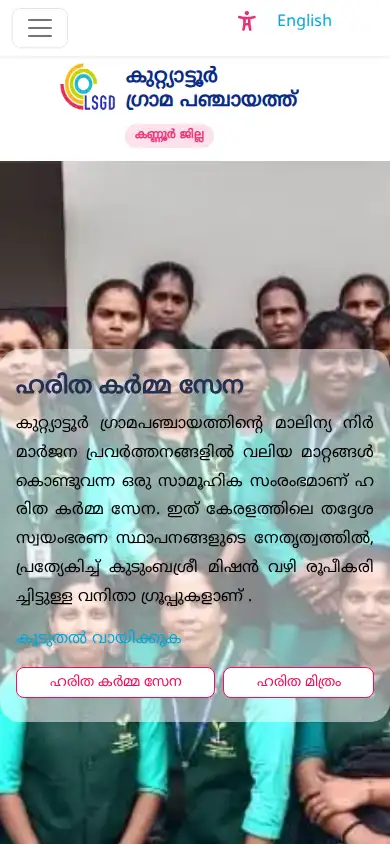 English
LSGD
കുറ്റ്യാട്ടൂർ
ഗ്രാമ പഞ്ചായത്ത്
കണ്ണൂർ ജില്ല
ഹരിത കർമ്മ സേന
കുറ്റ്യാട്ടൂർ ഗ്രാമപഞ്ചായത്തിന്റെ മാലിന്യ നിർ
മാർജന പ്രവർത്തനങ്ങളിൽ വലിയ മാറ്റങ്ങൾ
കൊണ്ടുവന്ന ഒരു സാമൂഹിക സംരംഭമാണ് ഹ
രിത കർമ്മ സേന. ഇത് കേരളത്തിലെ തദ്ദേശ
സ്വയംഭരണ സ്ഥാപനങ്ങളുടെ നേതൃത്വത്തിൽ,
പ്രത്യേകിച്ച് കുടുംബശ്രീ മിഷൻ വഴി രൂപീകരി
ച്ചിട്ടുള്ള വനിതാ ഗ്രൂപ്പുകളാണ് .
കൂടുതൽ വായിക്കുക
ഹരിത കർമ്മ സേന
ഹരിത മിത്രം